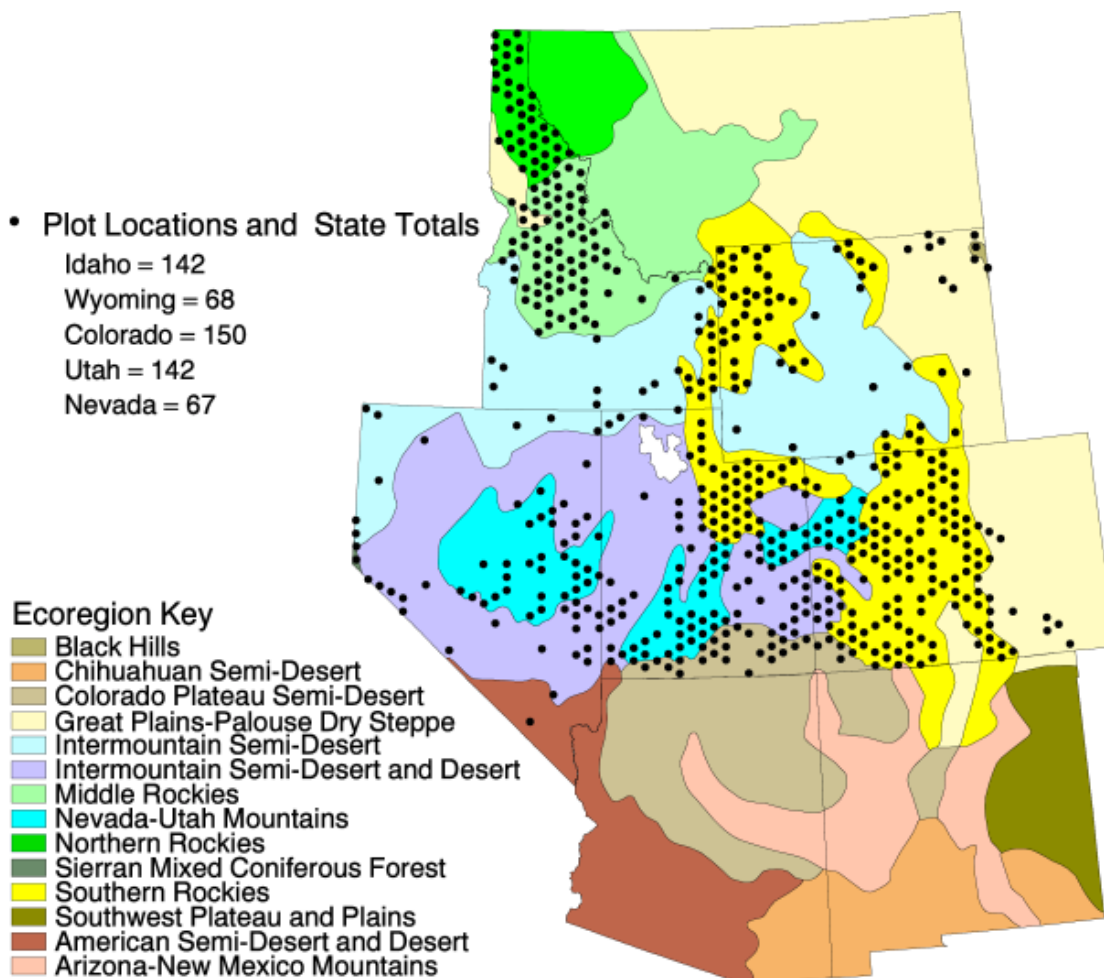 • Plot Locations and State Totals
Idaho = 142
Wyoming = 68
Colorado = 150
Utah = 142
Nevada = 67
Ecoregion Key
Black Hills
Chihuahuan Semi-Desert
Colorado Plateau Semi-Desert
Great Plains-Palouse Dry Steppe
Intermountain Semi-Desert
Intermountain Semi-Desert and Desert
Middle Rockies
Nevada-Utah Mountains
Northern Rockies
Sierran Mixed Coniferous Forest
Southern Rockies
Southwest Plateau and Plains
American Semi-Desert and Desert
Arizona-New Mexico Mountains